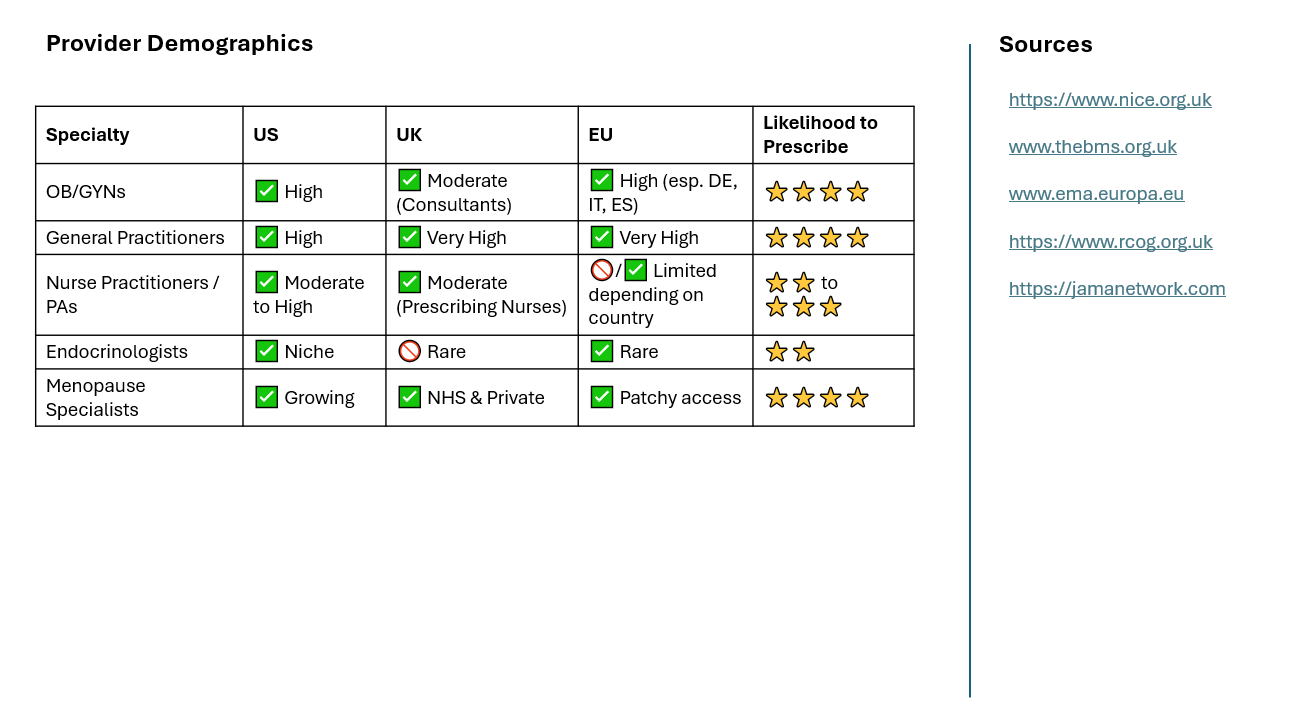 Provider Demographics
Specialty
US
UK
EU
Likelihood to
Prescribe
OB/GYNs
✅ High
✅ Moderate
(Consultants)
✅ High (esp. DE,
IT, ES)
⭐⭐⭐⭐
General Practitioners
✅ High
✅ Very High
✅ Very High
⭐⭐⭐⭐
Nurse Practitioners /
PAs
✅ Moderate
to High
✅ Moderate
(Prescribing Nurses)
🚫/✅ Limited
depending on
country
⭐⭐ to
⭐⭐⭐
Endocrinologists
✅ Niche
🚫 Rare
✅ Rare
⭐⭐
Menopause
Specialists
✅ Growing
✅ NHS & Private
✅ Patchy access
⭐⭐⭐⭐
Sources
https://www.nice.org.uk
www.thebms.org.uk
www.ema.europa.eu
https://www.rcog.org.uk
https://jamanetwork.com